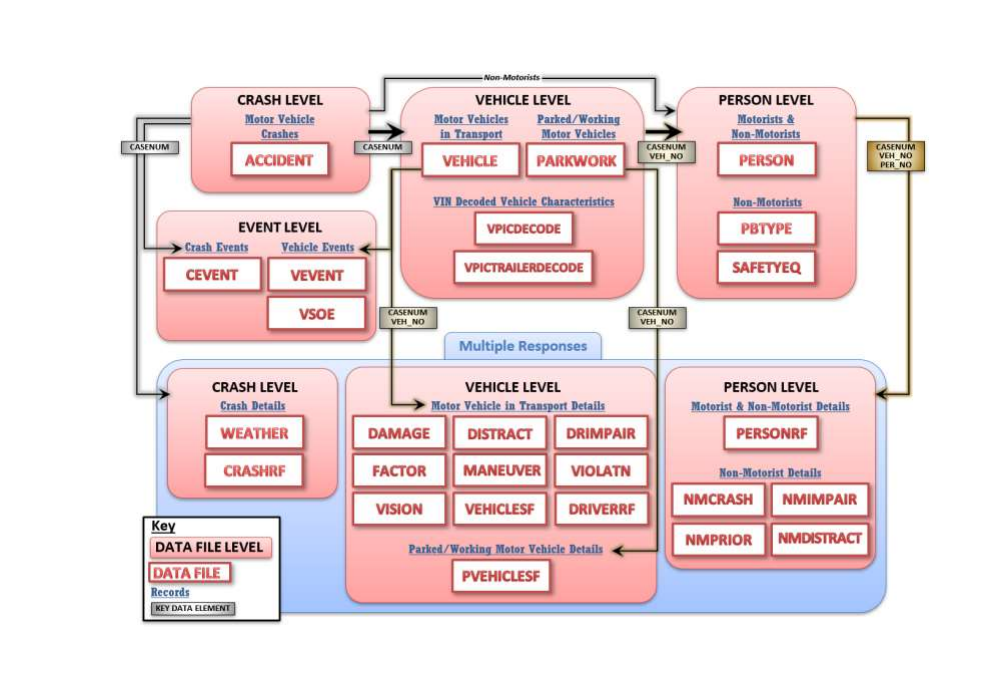 Non-Motorists
CRASH LEVEL
Motor Vehicle
Crashes
ACCIDENT
CASENUM
CASENUM
VEHICLE LEVEL
Motor Vehicles
in Transport
Parked/Working
Motor Vehicles
VEHICLE
PARKWORK
VIN Decoded Vehicle Characteristics
VPICDECODE
VPICTRAILERDECODE
CASENUM
VEH_NO
PERSON LEVEL
Motorists &
Non-Motorists
PERSON
Non-Motorists
PBTYPE
SAFETYEQ
CASENUM
VEH_NO
PER_NO
EVENT LEVEL
Crash Events
Vehicle Events
CEVENT
VEVENT
VSOE
CASENUM
VEH_NO
CASENUM
VEH_NO
Multiple Responses
CRASH LEVEL
Crash Details
WEATHER
CRASHRF
VEHICLE LEVEL
Motor Vehicle in Transport Details
DAMAGE
DISTRACT
DRIMPAIR
FACTOR
MANEUVER
VIOLATN
VISION
VEHICLESF
DRIVERRF
Parked/Working Motor Vehicle Details
PVEHICLESF
PERSON LEVEL
Motorist & Non-Motorist Details
PERSONRF
Non-Motorist Details
NMCRASH
NMIMPAIR
NMPRIOR
NMDISTRACT
Key
DATA FILE LEVEL
DATA FILE
Records
KEY DATA ELEMENT